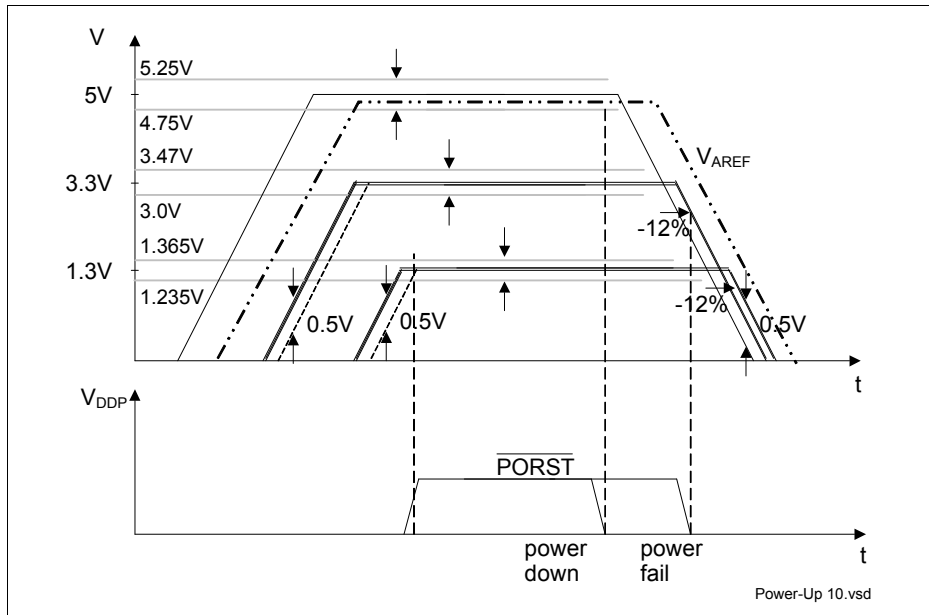 V
5.25V
5V
4.75V
V_AREF
3.47V
3.3V
3.0V
-12%
1.365V
1.3V
1.235V
-12%
0.5V
0.5V
0.5V
t
V_DDP
PORST
power down
power fail
t
Power-Up 10.vsd